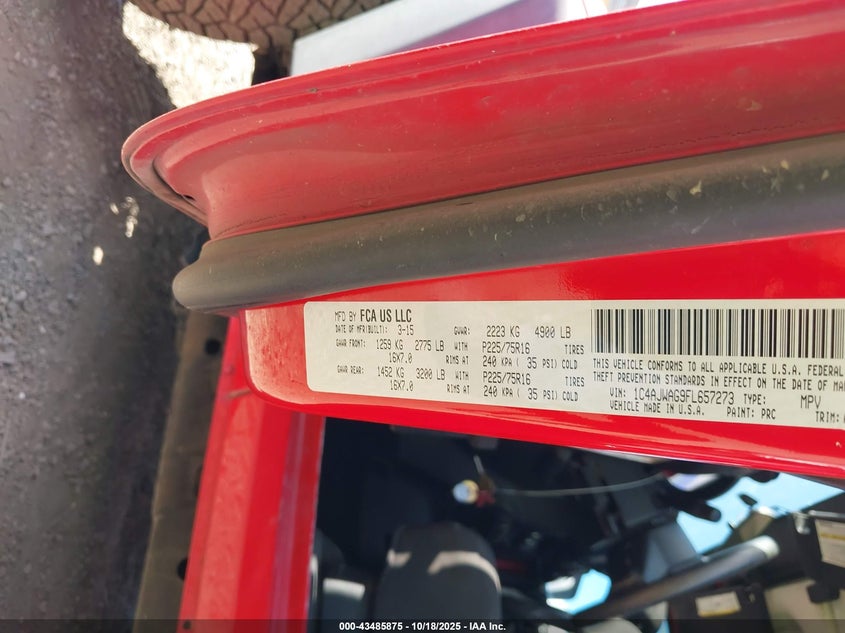 MFD BY FCA US LLC
DATE OF MFR(BUILT): 3-15 GVWR: 2223 KG 4900 LB
GAWR FRONT: 1259 KG 2775 LB WITH P225/75R16 TIRES
16X7.0 RIMS AT 240 KPA ( 35 PSI) COLD
GAWR REAR: 1452 KG 3200 LB WITH P225/75R16 TIRES
16X7.0 RIMS AT 240 KPA ( 35 PSI) COLD
THIS VEHICLE CONFORMS TO ALL APPLICABLE U.S.A. FEDERAL
THEFT PREVENTION STANDARDS IN EFFECT ON THE DATE OF
VIN: 1C4AJWAG9FL657273 TYPE: MPV
VEHICLE MADE IN U.S.A. PAINT: PRC TRIM:
000-43485875 - 10/18/2025 - IAA Inc.